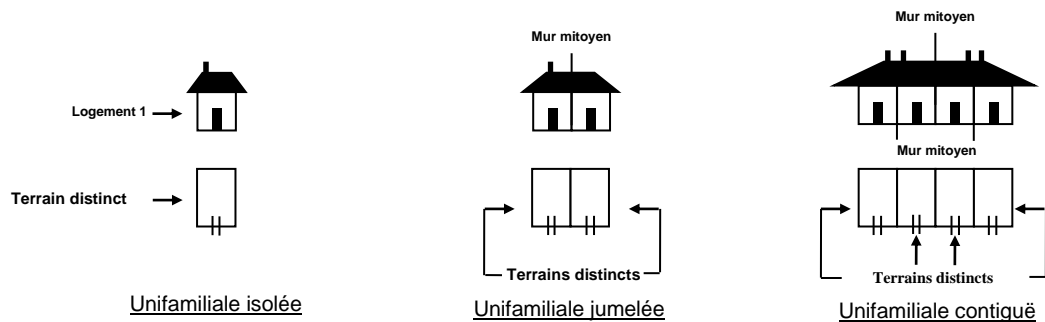 Logement 1
Terrain distinct
Unifamiliale isolée
Mur mitoyen
Terrains distincts
Unifamiliale jumelée
Mur mitoyen
Mur mitoyen
Terrains distincts
Unifamiliale contiguë